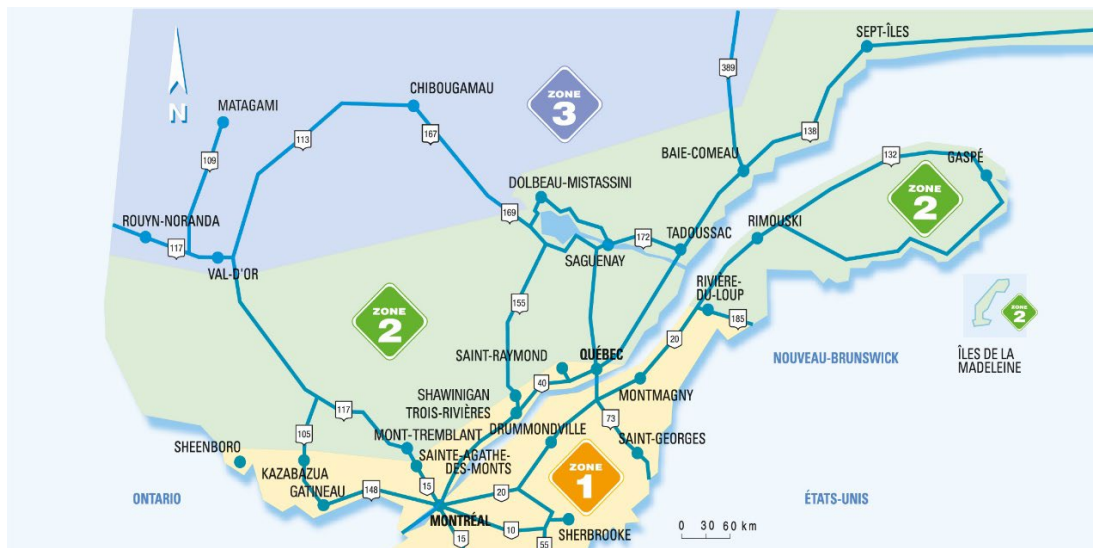 SEPT-ÎLES
389
CHIBOUGAMAU
ZONE
3
MATAGAMI
N
113
167
138
109
BAIE-COMEAU
132
GASPÉ
DOLBEAU-MISTASSINI
ZONE
2
ROUYN-NORANDA
169
RIMOUSKI
117
172
TADOUSSAC
SAGUENAY
VAL-D'OR
RIVIÈRE-
DU-LOUP
155
ZONE
2
185
ZONE
2
20
SAINT-RAYMOND
QUÉBEC
NOUVEAU-BRUNSWICK
ÎLES DE LA
MADELEINE
40
SHAWINIGAN
MONTMAGNY
TROIS-RIVIÈRES
117
73
DRUMMONDVILLE
105
MONT-TREMBLANT
SAINT-GEORGES
SHEENBORO
SAINTE-AGATHE-
DES-MONTS
KAZABAZUA
ZONE
1
GATINEAU
148
15
20
ONTARIO
ÉTATS-UNIS
MONTRÉAL
10
SHERBROOKE
0 30 60 km
15
55